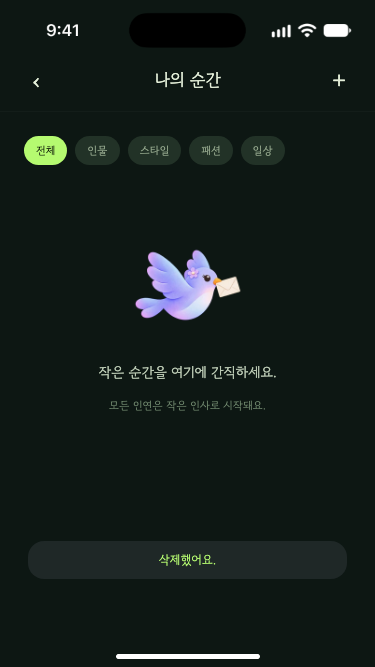 9:41
나의 순간
전체 인물 스타일 패션 일상
작은 순간을 여기에 간직하세요.
모든 인연은 작은 인사로 시작돼요.
삭제했어요.